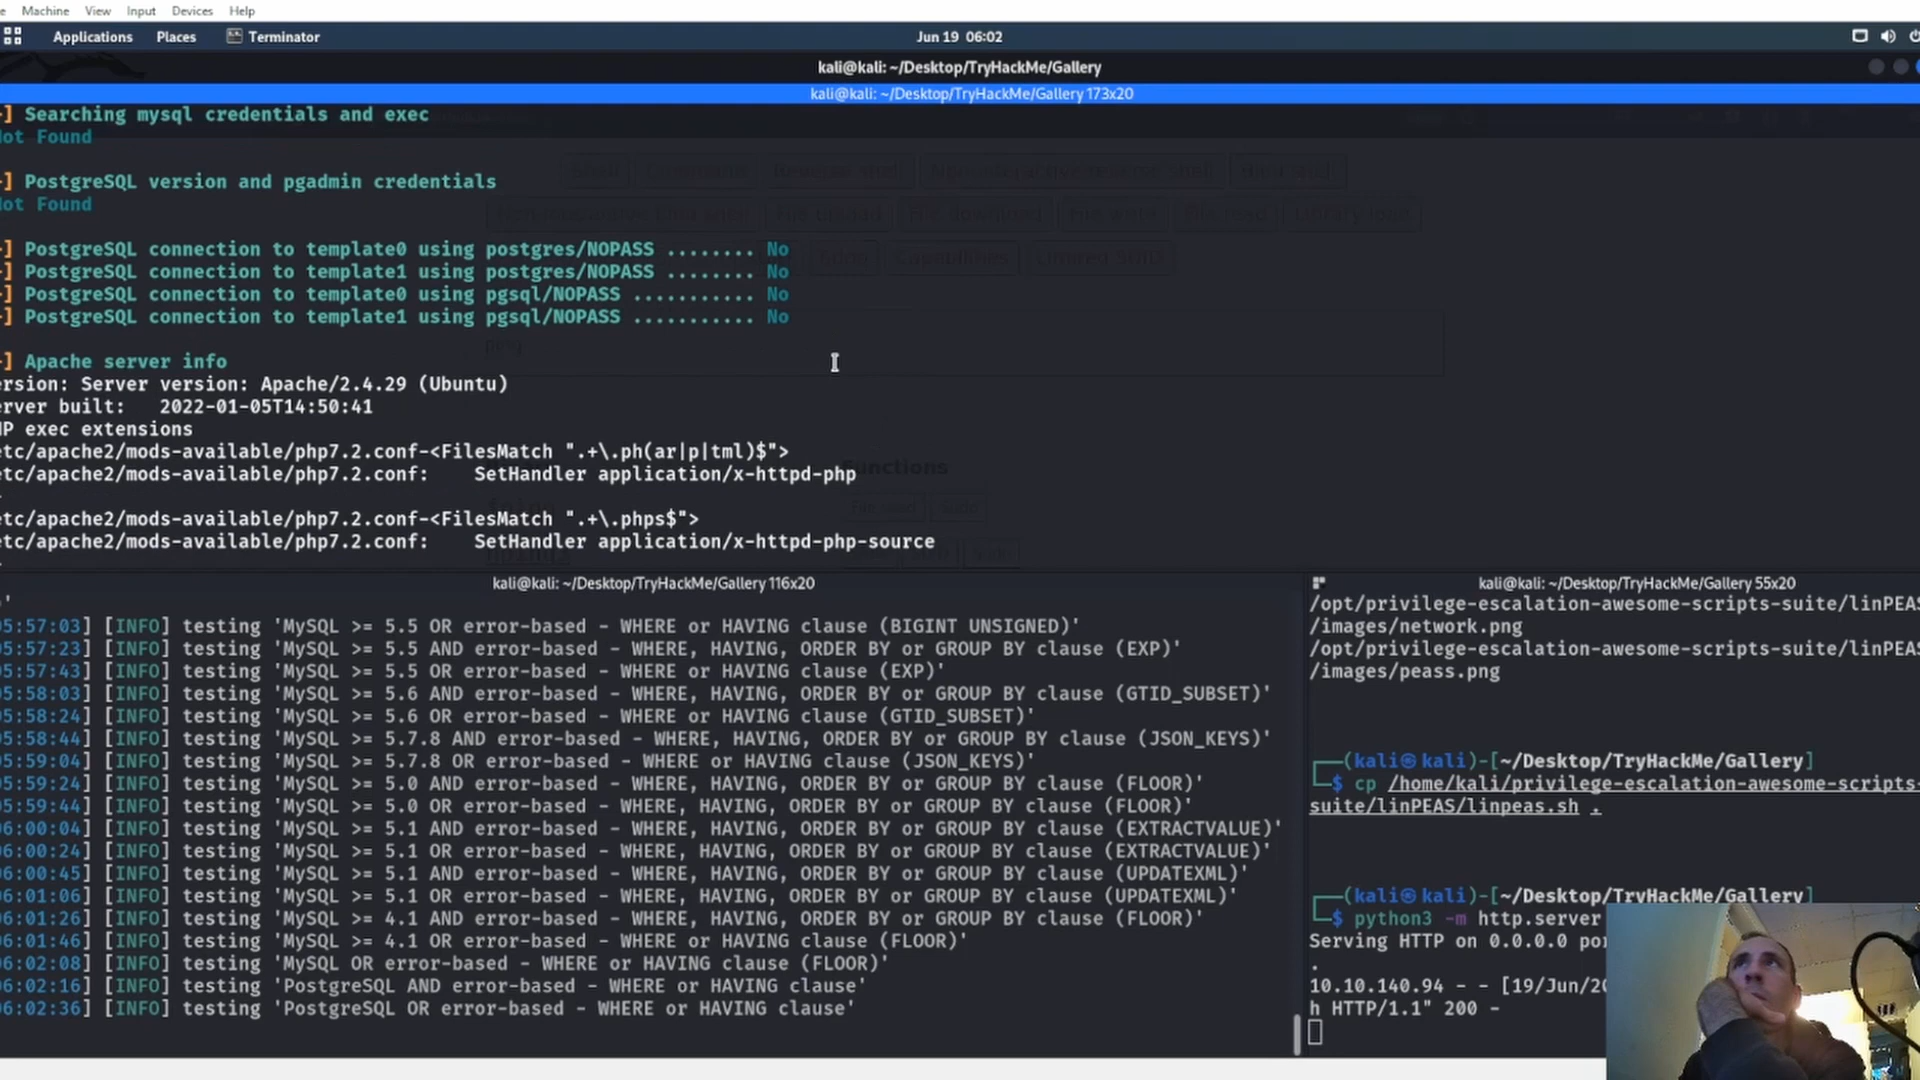 Machine View Input Devices Help
Applications Places Terminator Jun 19 06:02
kali@kali: ~/Desktop/TryHackMe/Gallery
kali@kali: ~/Desktop/TryHackMe/Gallery 173x20
] Searching mysql credentials and exec
ot Found
] PostgreSQL version and pgadmin credentials
ot Found
] PostgreSQL connection to template0 using postgres/NOPASS ........ No
] PostgreSQL connection to template1 using postgres/NOPASS ........ No
] PostgreSQL connection to template0 using pgsql/NOPASS ........... No
] PostgreSQL connection to template1 using pgsql/NOPASS ........... No
] Apache server info
ersion: Server version: Apache/2.4.29 (Ubuntu)
erver built:   2022-01-05T14:50:41
HP exec extensions
etc/apache2/mods-available/php7.2.conf-<FilesMatch ".+\.ph(ar|p|tml)$">
etc/apache2/mods-available/php7.2.conf:    SetHandler application/x-httpd-php
etc/apache2/mods-available/php7.2.conf-<FilesMatch ".+\.phps$">
etc/apache2/mods-available/php7.2.conf:    SetHandler application/x-httpd-php-source
kali@kali: ~/Desktop/TryHackMe/Gallery 116x20
'
05:57:03] [INFO] testing 'MySQL >= 5.5 OR error-based - WHERE or HAVING clause (BIGINT UNSIGNED)'
05:57:23] [INFO] testing 'MySQL >= 5.5 AND error-based - WHERE, HAVING, ORDER BY or GROUP BY clause (EXP)'
05:57:43] [INFO] testing 'MySQL >= 5.5 OR error-based - WHERE or HAVING clause (EXP)'
05:58:03] [INFO] testing 'MySQL >= 5.6 AND error-based - WHERE, HAVING, ORDER BY or GROUP BY clause (GTID_SUBSET)'
05:58:24] [INFO] testing 'MySQL >= 5.6 OR error-based - WHERE or HAVING clause (GTID_SUBSET)'
05:58:44] [INFO] testing 'MySQL >= 5.7.8 AND error-based - WHERE, HAVING, ORDER BY or GROUP BY clause (JSON_KEYS)'
05:59:04] [INFO] testing 'MySQL >= 5.7.8 OR error-based - WHERE or HAVING clause (JSON_KEYS)'
05:59:24] [INFO] testing 'MySQL >= 5.0 AND error-based - WHERE, HAVING, ORDER BY or GROUP BY clause (FLOOR)'
05:59:44] [INFO] testing 'MySQL >= 5.0 OR error-based - WHERE, HAVING, ORDER BY or GROUP BY clause (FLOOR)'
06:00:04] [INFO] testing 'MySQL >= 5.1 AND error-based - WHERE, HAVING, ORDER BY or GROUP BY clause (EXTRACTVALUE)'
06:00:24] [INFO] testing 'MySQL >= 5.1 OR error-based - WHERE, HAVING, ORDER BY or GROUP BY clause (EXTRACTVALUE)'
06:00:45] [INFO] testing 'MySQL >= 5.1 AND error-based - WHERE, HAVING, ORDER BY or GROUP BY clause (UPDATEXML)'
06:01:06] [INFO] testing 'MySQL >= 5.1 OR error-based - WHERE, HAVING, ORDER BY or GROUP BY clause (UPDATEXML)'
06:01:26] [INFO] testing 'MySQL >= 4.1 AND error-based - WHERE, HAVING, ORDER BY or GROUP BY clause (FLOOR)'
06:01:46] [INFO] testing 'MySQL >= 4.1 OR error-based - WHERE or HAVING clause (FLOOR)'
06:02:08] [INFO] testing 'MySQL OR error-based - WHERE or HAVING clause (FLOOR)'
06:02:16] [INFO] testing 'PostgreSQL AND error-based - WHERE or HAVING clause'
06:02:36] [INFO] testing 'PostgreSQL OR error-based - WHERE or HAVING clause'
kali@kali: ~/Desktop/TryHackMe/Gallery 55x20
/opt/privilege-escalation-awesome-scripts-suite/linPEAS
/images/network.png
/opt/privilege-escalation-awesome-scripts-suite/linPEAS
/images/peass.png
(kali㉿kali)-[~/Desktop/TryHackMe/Gallery]
$ cp /home/kali/privilege-escalation-awesome-scripts-
suite/linPEAS/linpeas.sh .
(kali㉿kali)-[~/Desktop/TryHackMe/Gallery]
$ python3 -m http.server
Serving HTTP on 0.0.0.0 por
.
10.10.140.94 - - [19/Jun/20
h HTTP/1.1" 200 -